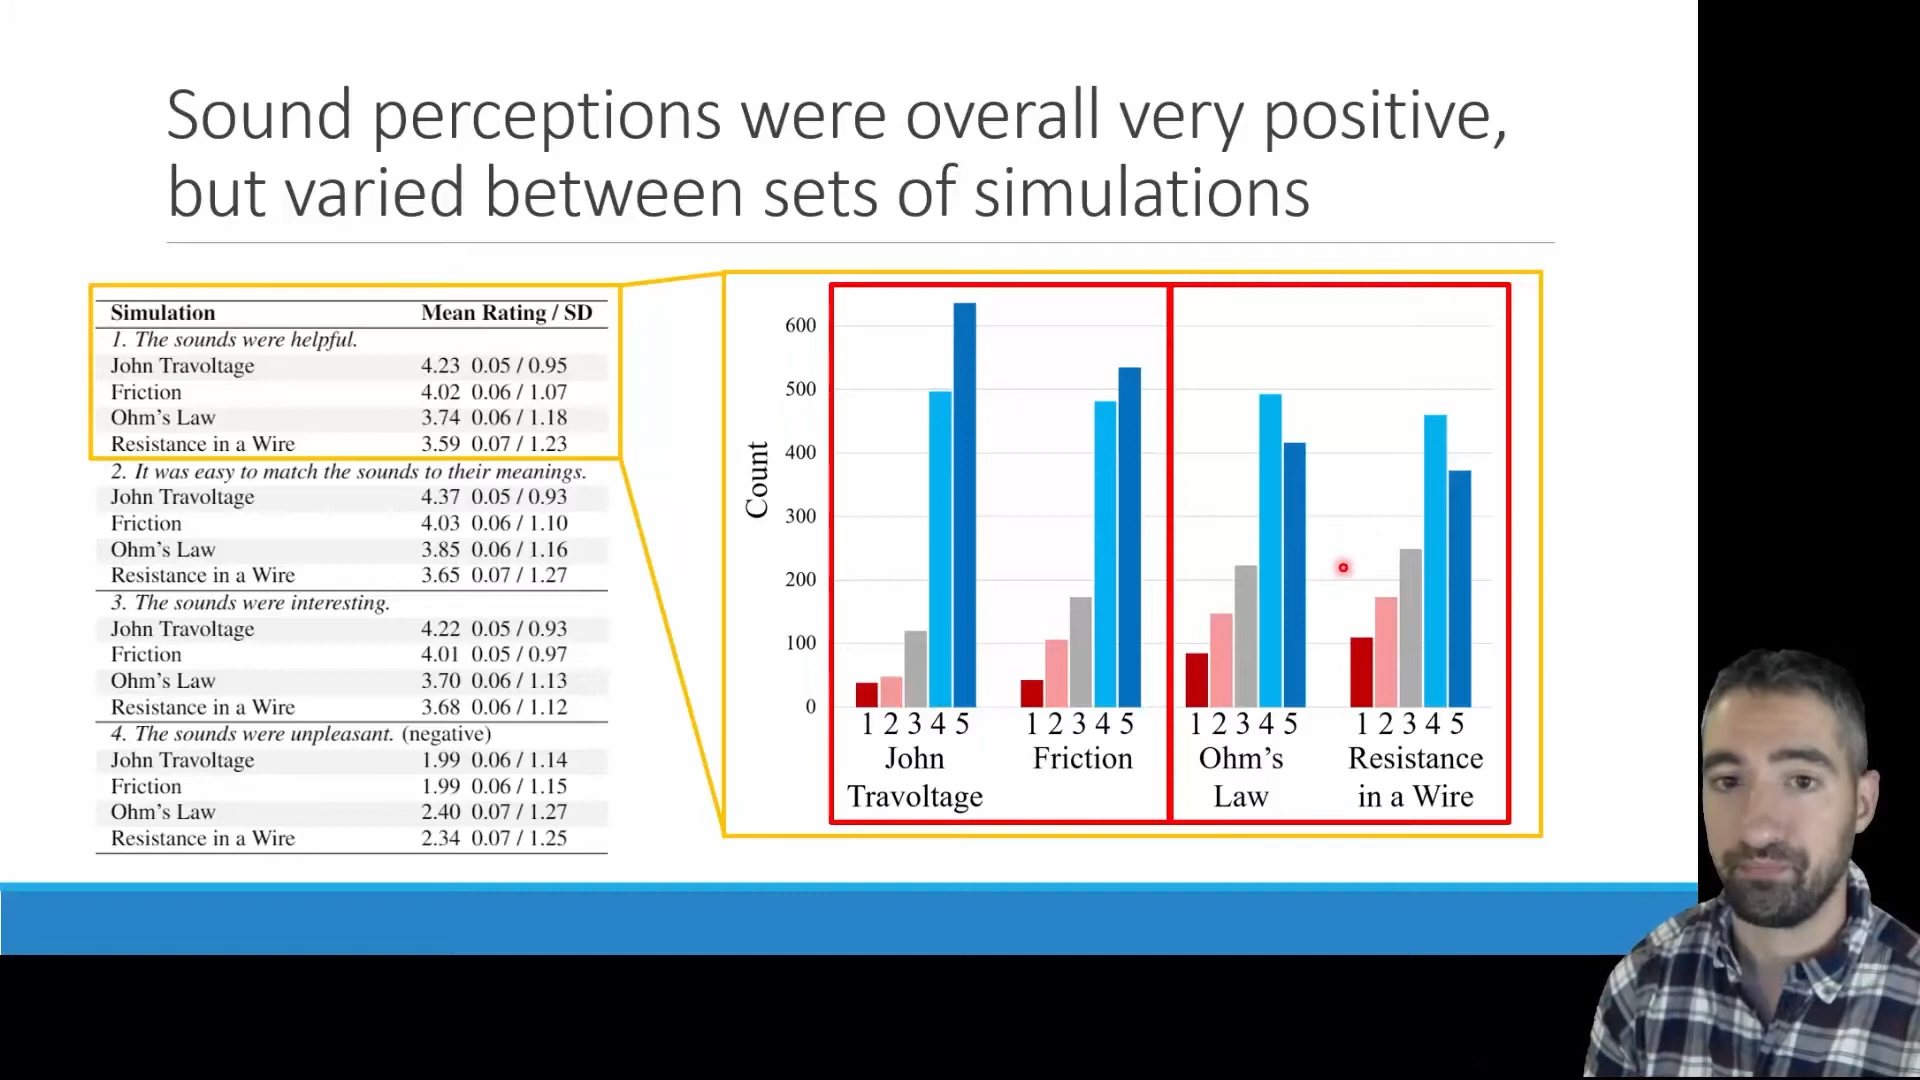 Sound perceptions were overall very positive,
but varied between sets of simulations
Simulation Mean Rating / SD
1. The sounds were helpful.
John Travoltage 4.23 0.05 / 0.95
Friction 4.02 0.06 / 1.07
Ohm's Law 3.74 0.06 / 1.18
Resistance in a Wire 3.59 0.07 / 1.23
2. It was easy to match the sounds to their meanings.
John Travoltage 4.37 0.05 / 0.93
Friction 4.03 0.06 / 1.10
Ohm's Law 3.85 0.06 / 1.16
Resistance in a Wire 3.65 0.07 / 1.27
3. The sounds were interesting.
John Travoltage 4.22 0.05 / 0.93
Friction 4.01 0.05 / 0.97
Ohm's Law 3.70 0.06 / 1.13
Resistance in a Wire 3.68 0.06 / 1.12
4. The sounds were unpleasant. (negative)
John Travoltage 1.99 0.06 / 1.14
Friction 1.99 0.06 / 1.15
Ohm's Law 2.40 0.07 / 1.27
Resistance in a Wire 2.34 0.07 / 1.25
Count
600
500
400
300
200
100
0
1 2 3 4 5 1 2 3 4 5 1 2 3 4 5 1 2 3 4 5
John Friction Ohm's Resistance
Travoltage Law in a Wire